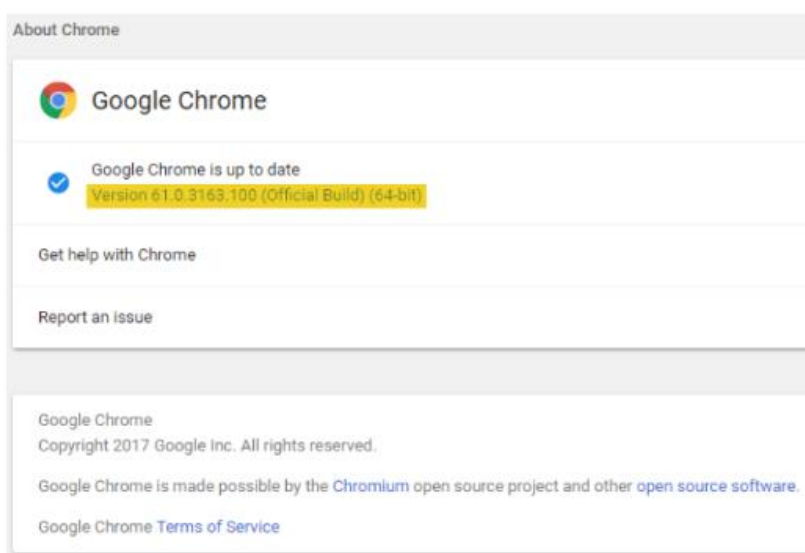 About Chrome
Google Chrome
Google Chrome is up to date
Version 61.0.3163.100 (Official Build) (64-bit)
Get help with Chrome
Report an issue
Google Chrome
Copyright 2017 Google Inc. All rights reserved.
Google Chrome is made possible by the Chromium open source project and other open source software.
Google Chrome Terms of Service